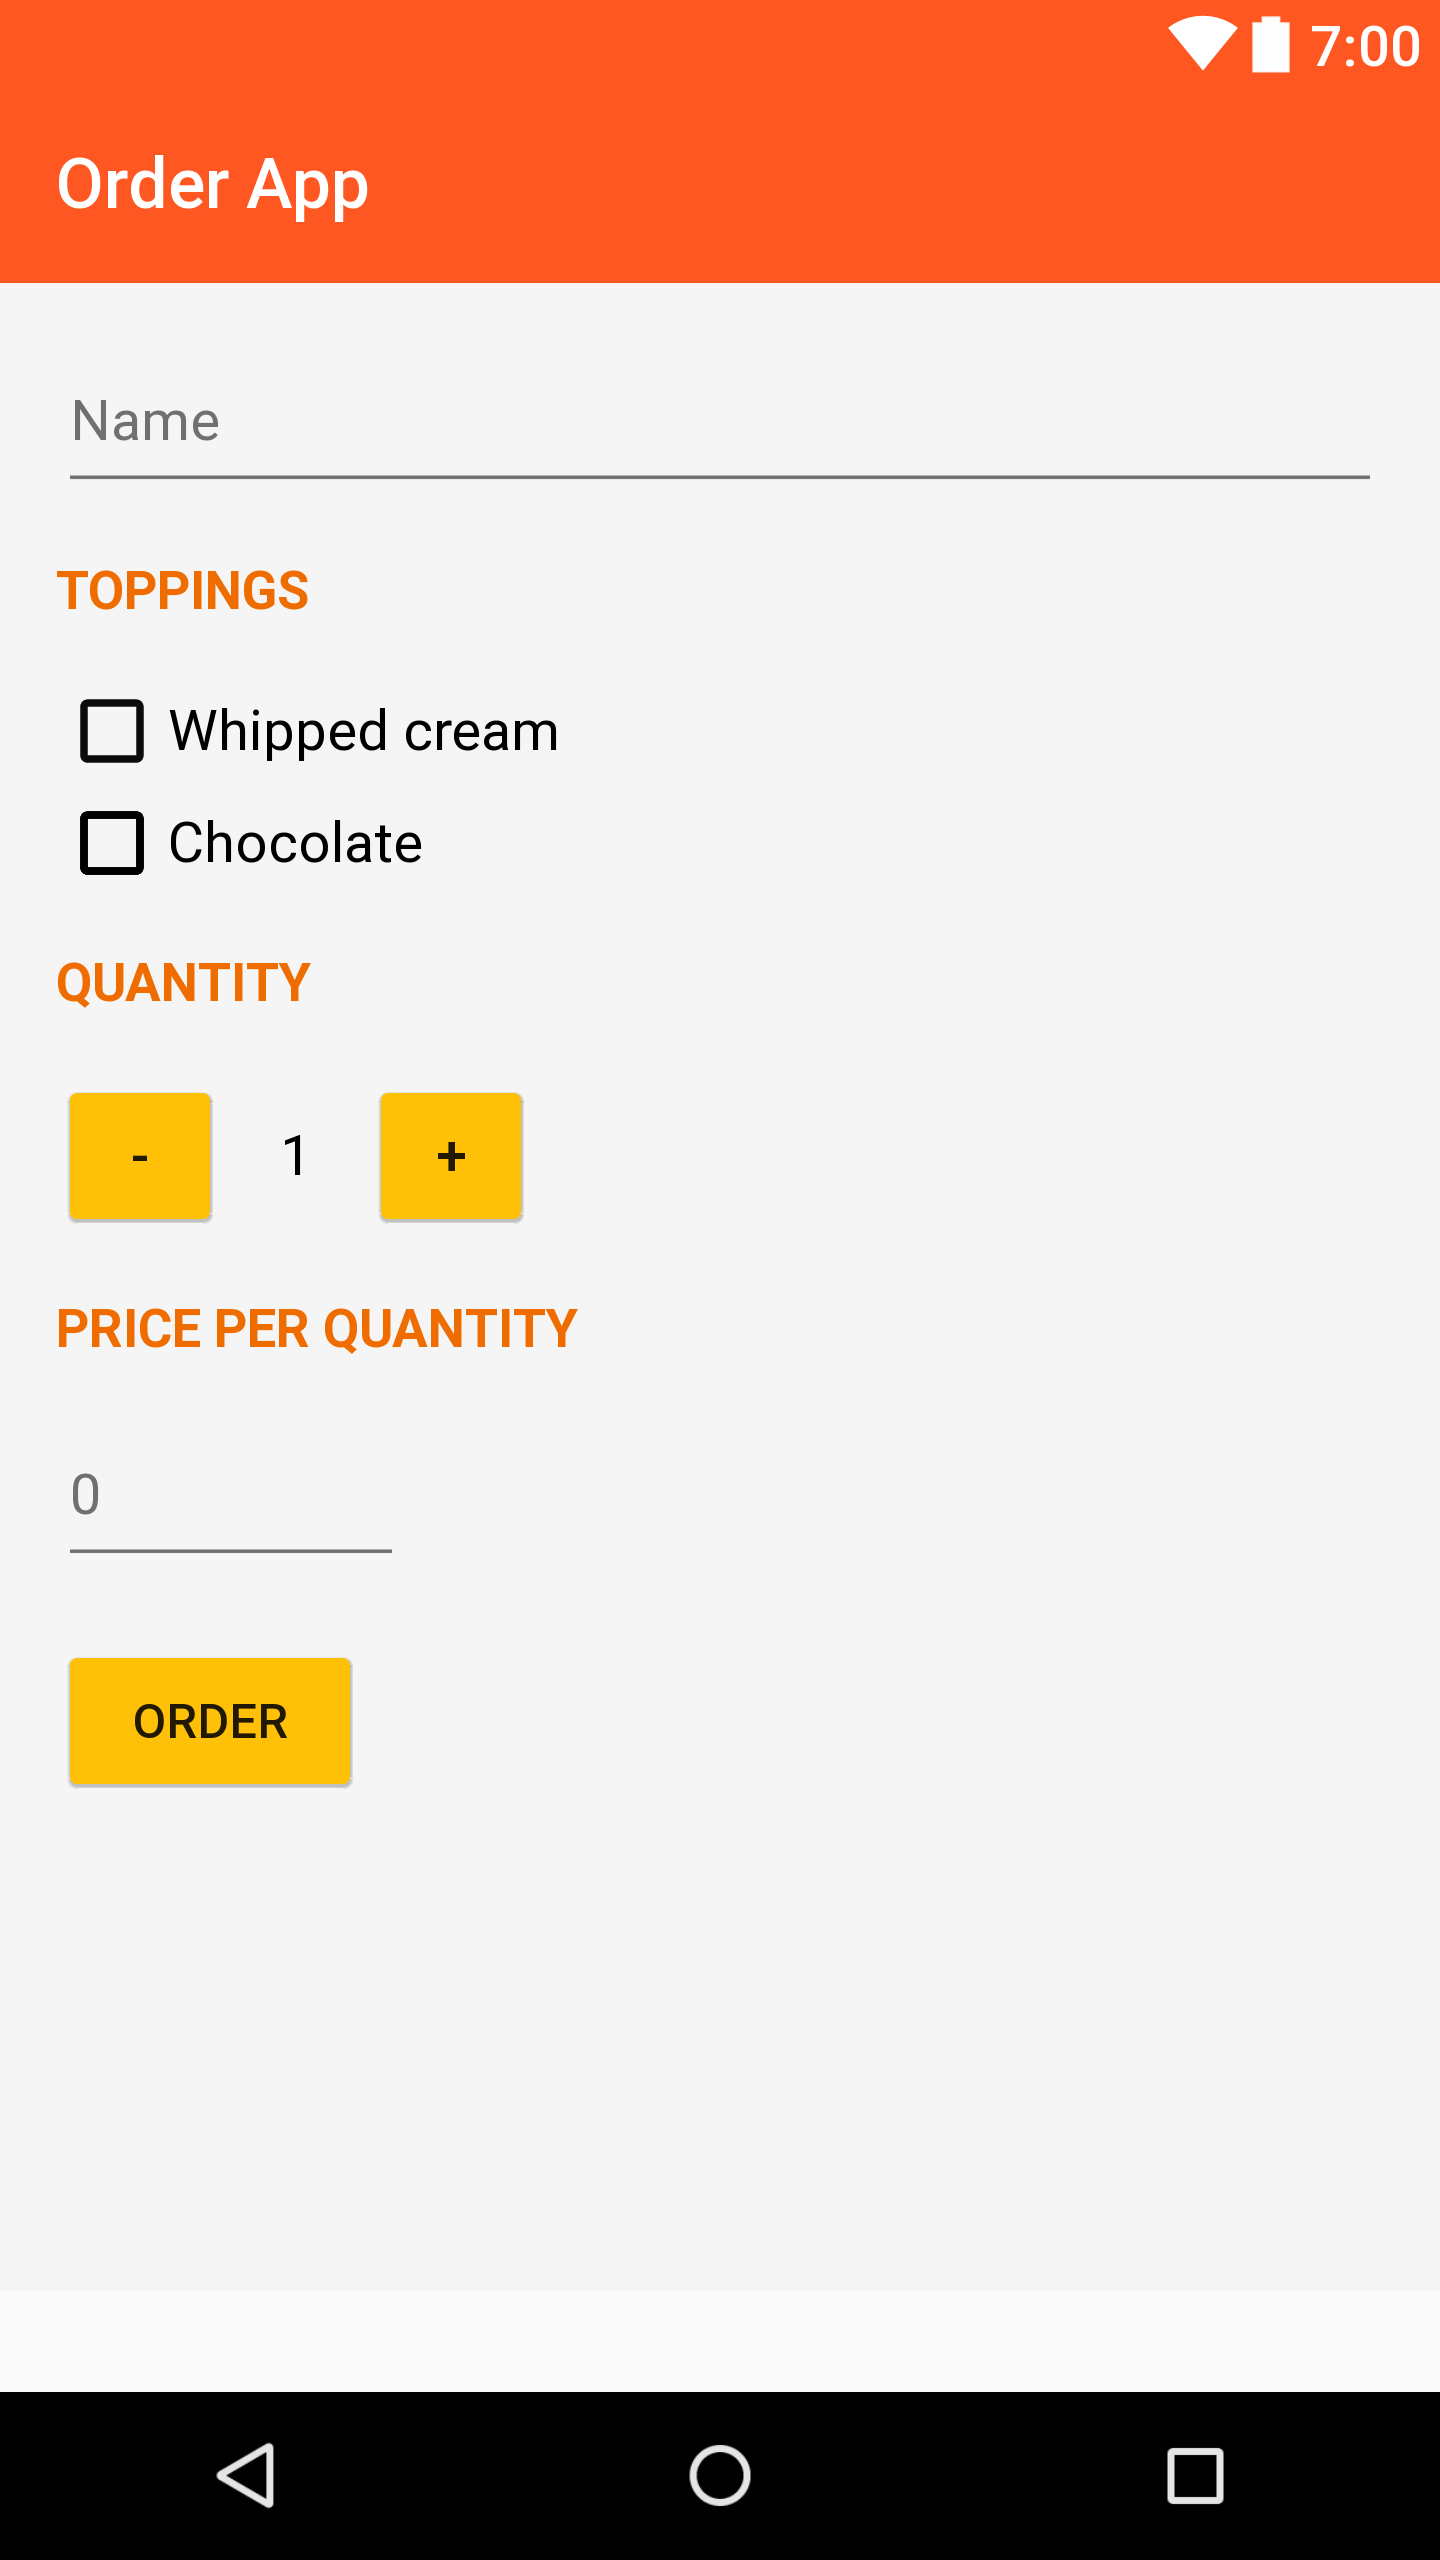 7:00
Order App
Name
TOPPINGS
Whipped cream
Chocolate
QUANTITY
- 1 +
PRICE PER QUANTITY
0
ORDER